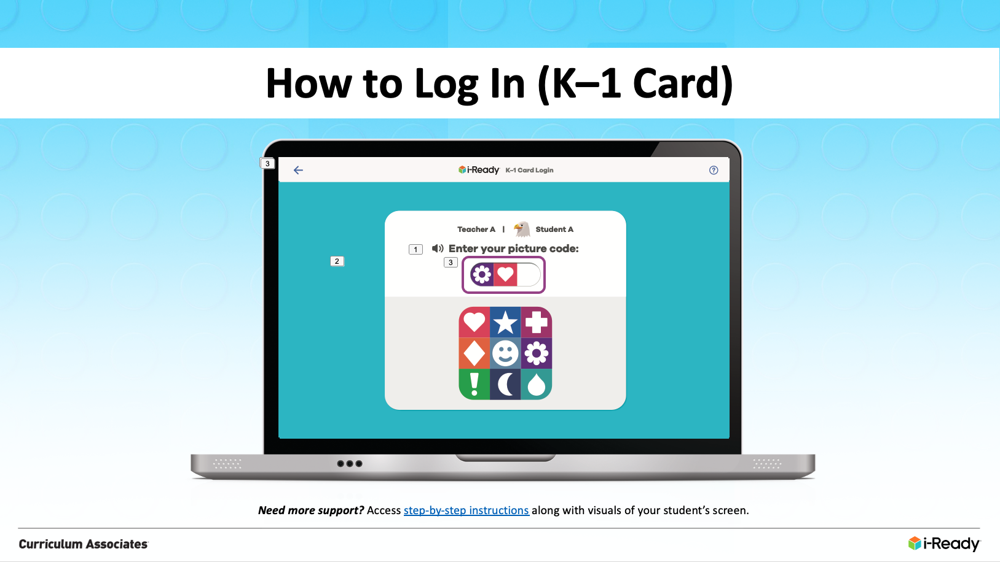 How to Log In (K–1 Card)
3
i-Ready K–1 Card Login ?
Teacher A | Student A
1 Enter your picture code:
2
3
!
Need more support? Access step-by-step instructions along with visuals of your student’s screen.
Curriculum Associates
i-Ready